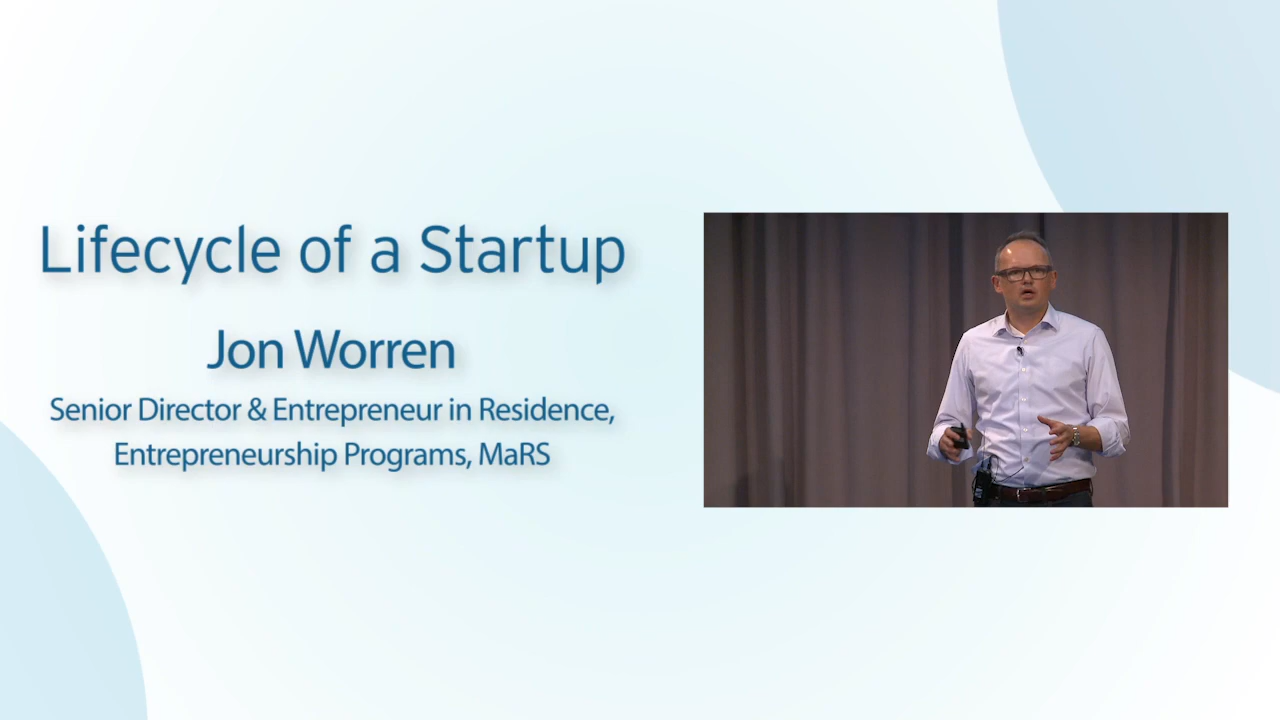 Lifecycle of a Startup
Jon Worren
Senior Director & Entrepreneur in Residence,
Entrepreneurship Programs, MaRS